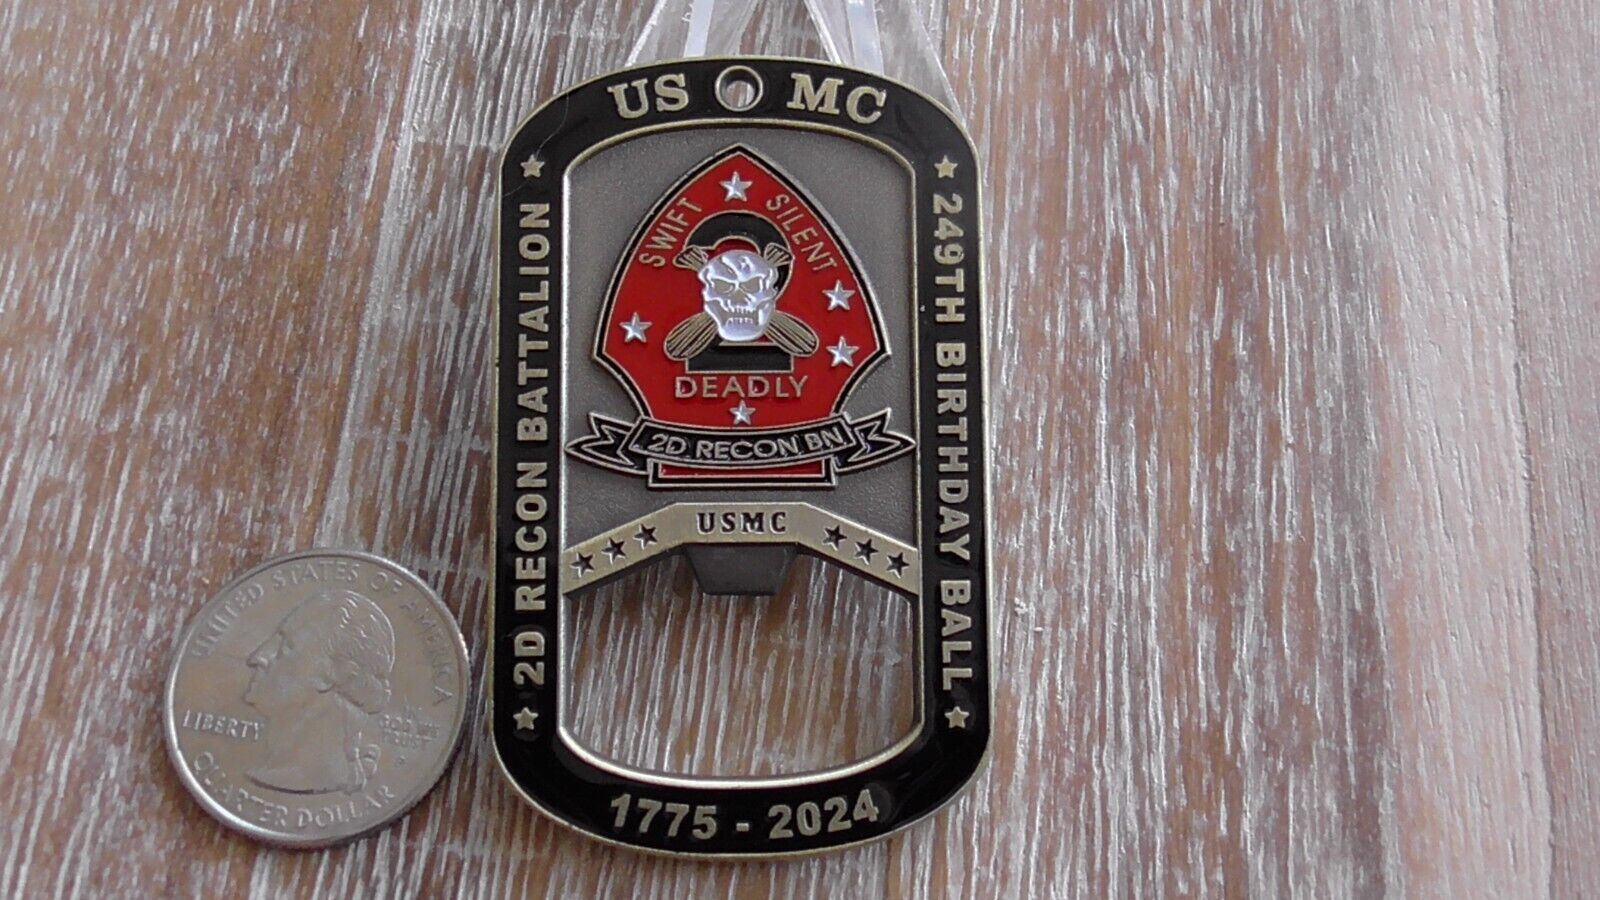 US MC
2D RECON BATTALION
249TH BIRTHDAY BALL
SWIFT SILENT
2
DEADLY
2D RECON BN
USMC
1775 - 2024
UNITED STATES OF AMERICA
LIBERTY
IN GOD WE TRUST
QUARTER DOLLAR